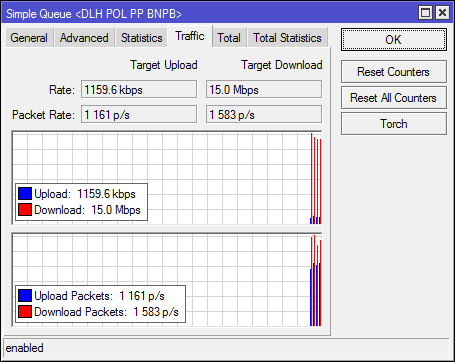 Simple Queue <DLH POL PP BNPB>
General Advanced Statistics Traffic Total Total Statistics
OK
Reset Counters
Reset All Counters
Torch
Target Upload Target Download
Rate: 1159.6 kbps 15.0 Mbps
Packet Rate: 1 161 p/s 1 583 p/s
Upload: 1159.6 kbps
Download: 15.0 Mbps
Upload Packets: 1 161 p/s
Download Packets: 1 583 p/s
enabled